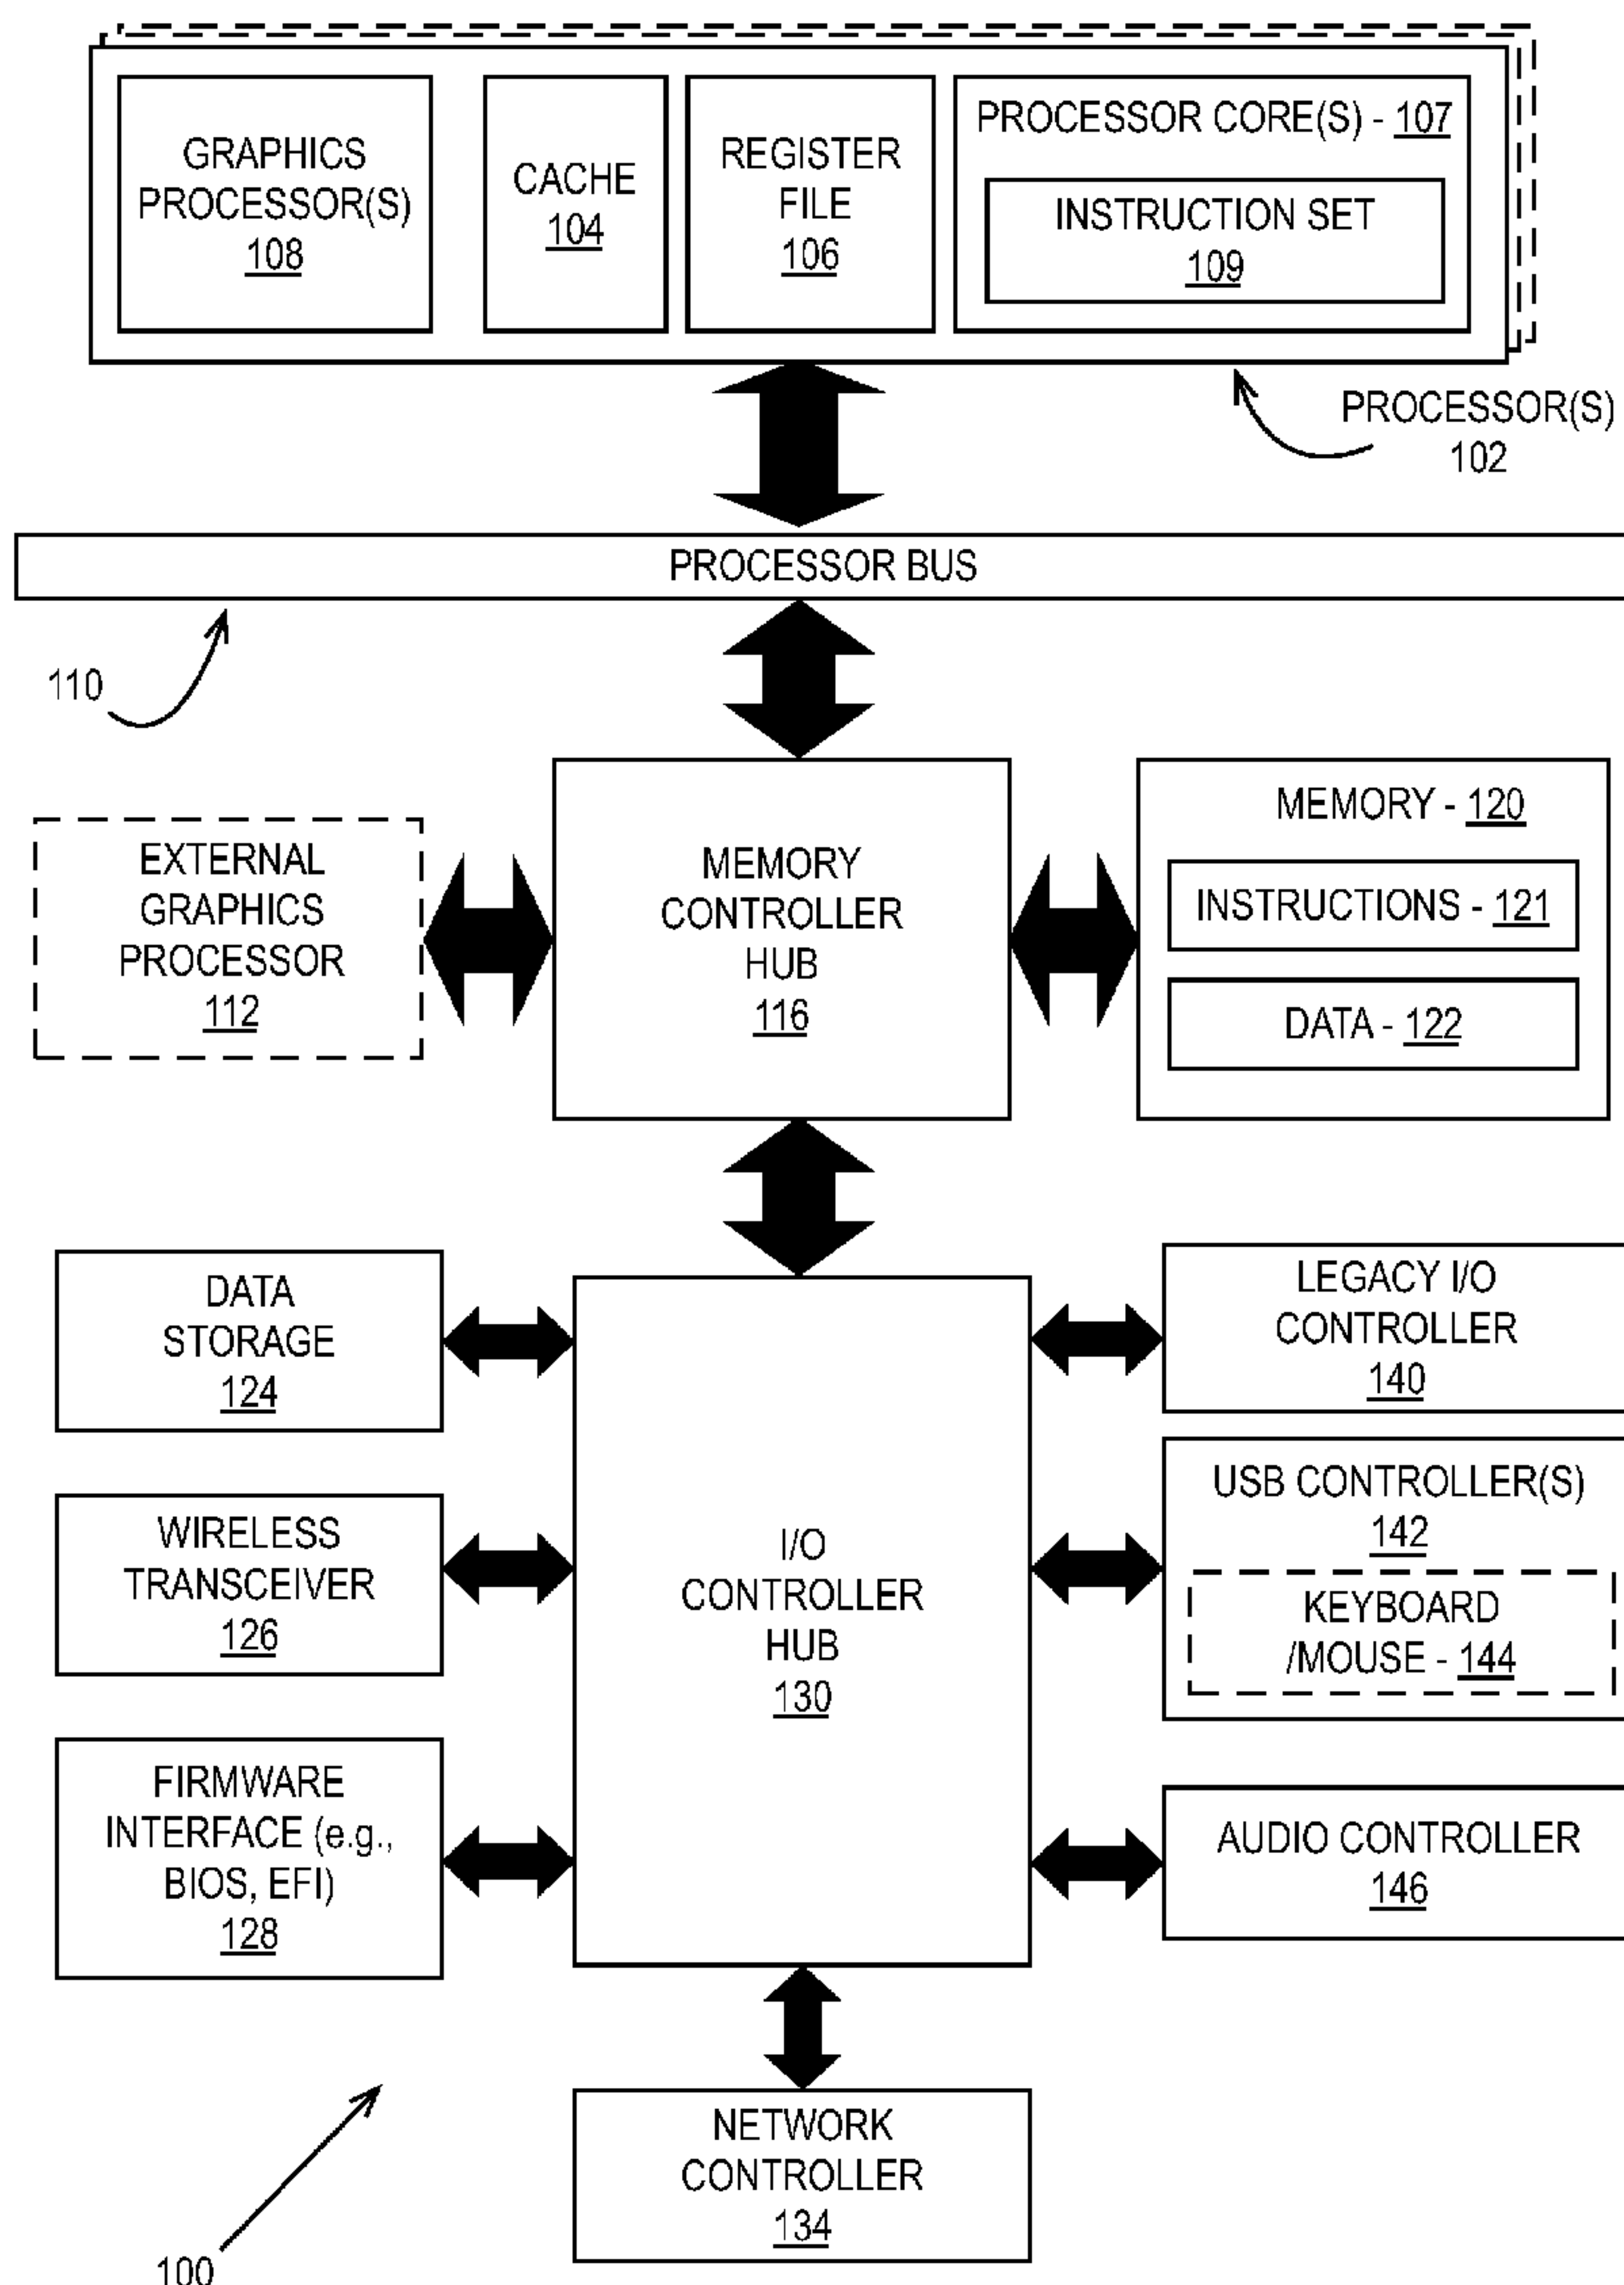 GRAPHICS
PROCESSOR(S)
108
CACHE
104
REGISTER
FILE
106
PROCESSOR CORE(S) - 107
INSTRUCTION SET
109
PROCESSOR(S)
102
PROCESSOR BUS
110
EXTERNAL
GRAPHICS
PROCESSOR
112
MEMORY
CONTROLLER
HUB
116
MEMORY - 120
INSTRUCTIONS - 121
DATA - 122
DATA
STORAGE
124
WIRELESS
TRANSCEIVER
126
FIRMWARE
INTERFACE (e.g.,
BIOS, EFI)
128
I/O
CONTROLLER
HUB
130
LEGACY I/O
CONTROLLER
140
USB CONTROLLER(S)
142
KEYBOARD
/MOUSE - 144
AUDIO CONTROLLER
146
NETWORK
CONTROLLER
134
100